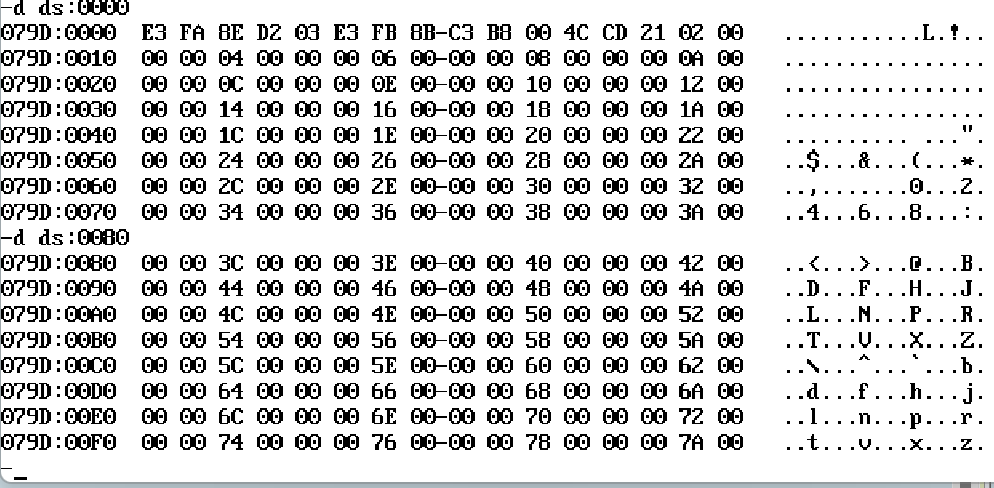 -d ds:0000
079D:0000  E3 FA 8E D2 03 E3 FB 8B-C3 B8 00 4C CD 21 02 00   ...........L.!..
079D:0010  00 00 04 00 00 00 06 00-00 00 08 00 00 00 0A 00   ................
079D:0020  00 00 0C 00 00 00 0E 00-00 00 10 00 00 00 12 00   ................
079D:0030  00 00 14 00 00 00 16 00-00 00 18 00 00 00 1A 00   ................
079D:0040  00 00 1C 00 00 00 1E 00-00 00 20 00 00 00 22 00   .......... ...".
079D:0050  00 00 24 00 00 00 26 00-00 00 28 00 00 00 2A 00   ..$...&...(...*.
079D:0060  00 00 2C 00 00 00 2E 00-00 00 30 00 00 00 32 00   ..,.......0...2.
079D:0070  00 00 34 00 00 00 36 00-00 00 38 00 00 00 3A 00   ..4...6...8...:.
-d ds:0080
079D:0080  00 00 3C 00 00 00 3E 00-00 00 40 00 00 00 42 00   ..<...>...@...B.
079D:0090  00 00 44 00 00 00 46 00-00 00 48 00 00 00 4A 00   ..D...F...H...J.
079D:00A0  00 00 4C 00 00 00 4E 00-00 00 50 00 00 00 52 00   ..L...N...P...R.
079D:00B0  00 00 54 00 00 00 56 00-00 00 58 00 00 00 5A 00   ..T...V...X...Z.
079D:00C0  00 00 5C 00 00 00 5E 00-00 00 60 00 00 00 62 00   ..\...^...`...b.
079D:00D0  00 00 64 00 00 00 66 00-00 00 68 00 00 00 6A 00   ..d...f...h...j.
079D:00E0  00 00 6C 00 00 00 6E 00-00 00 70 00 00 00 72 00   ..l...n...p...r.
079D:00F0  00 00 74 00 00 00 76 00-00 00 78 00 00 00 7A 00   ..t...v...x...z.
-_